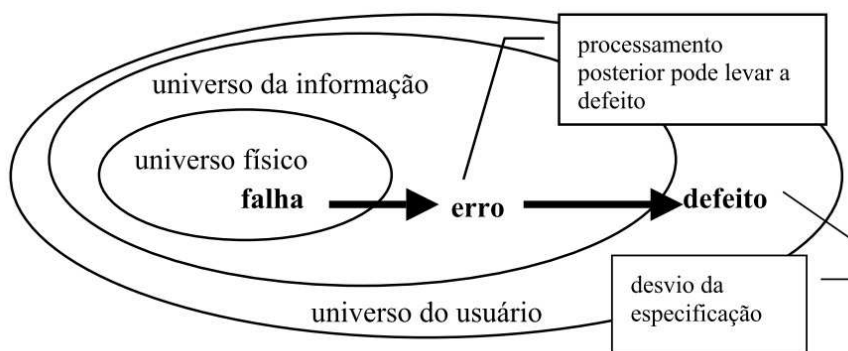 processamento
posterior pode levar a
defeito
universo da informação
universo físico
falha
erro
defeito
desvio da
especificação
universo do usuário